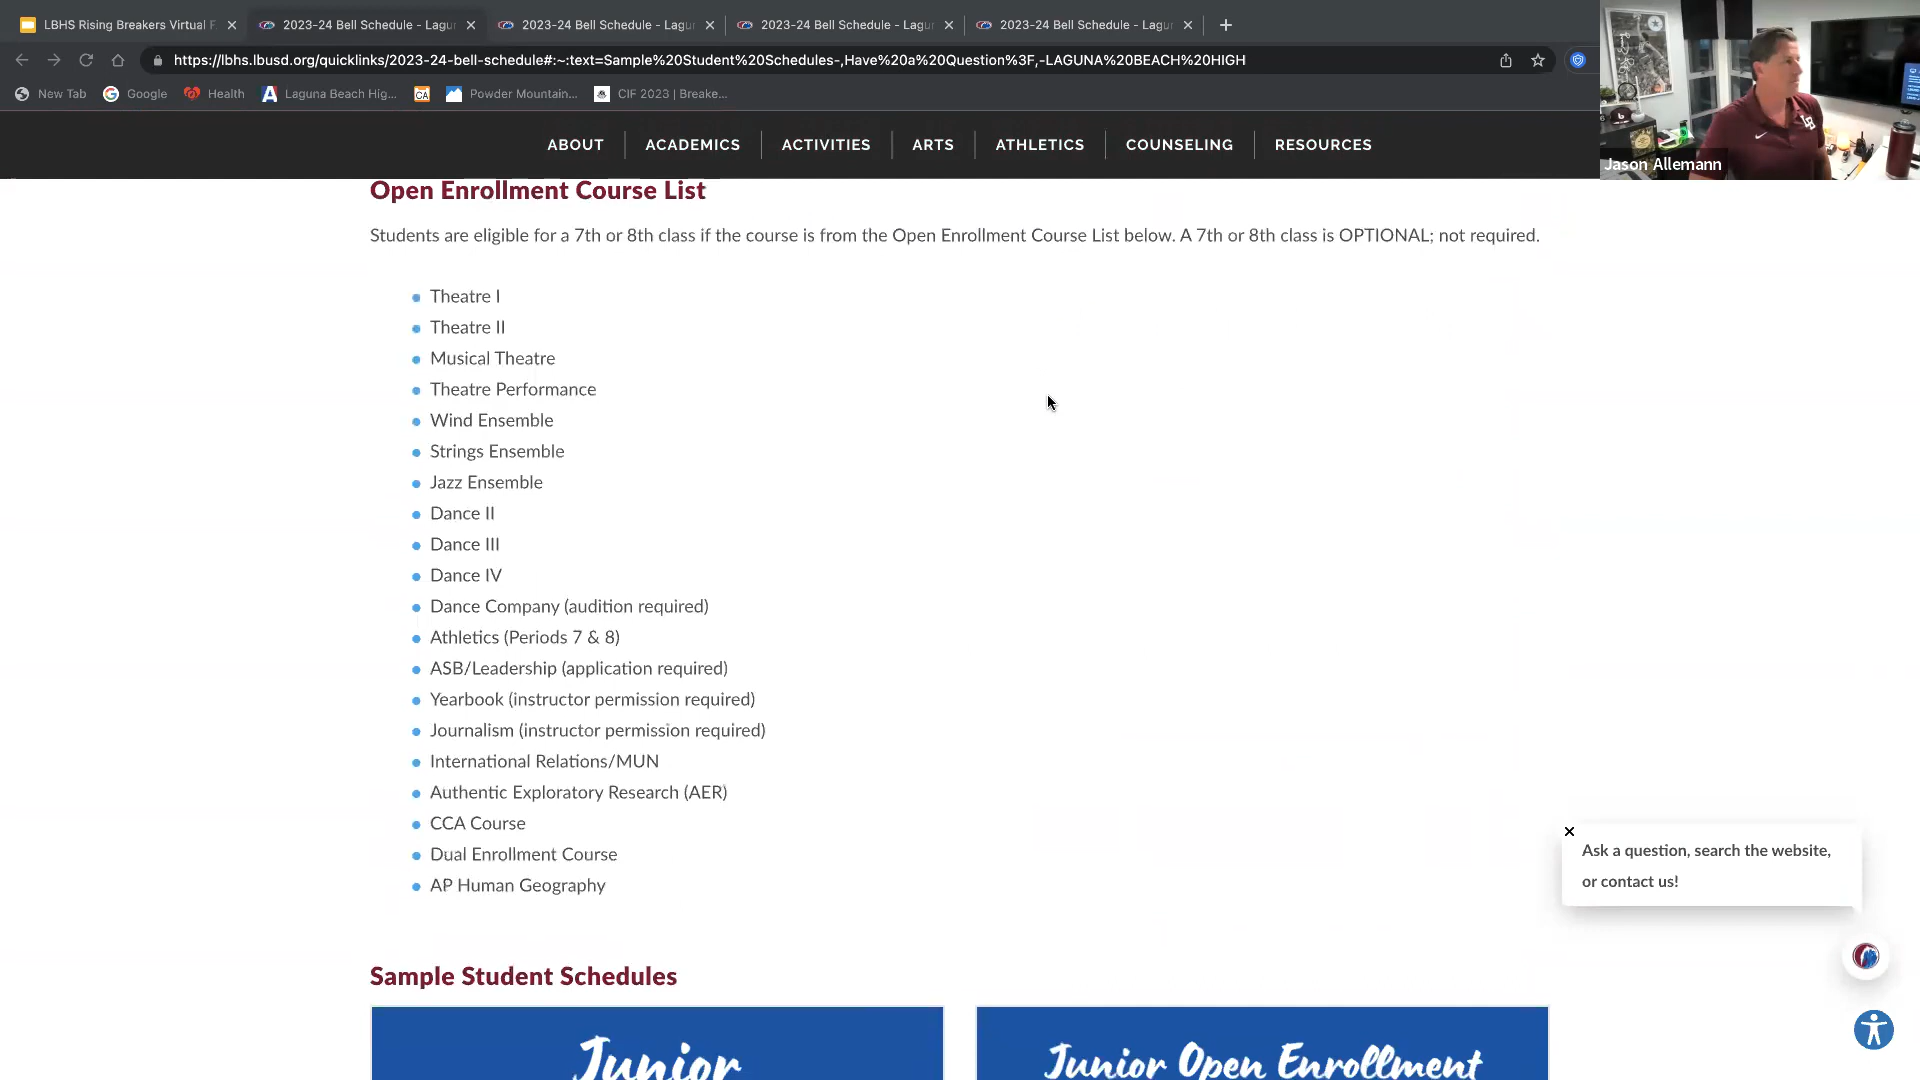 LBHS Rising Breakers Virtual F
2023-24 Bell Schedule - Lagu
2023-24 Bell Schedule - Lagu
2023-24 Bell Schedule - Lagu
2023-24 Bell Schedule - Lagu
https://lbhs.lbusd.org/quicklinks/2023-24-bell-schedule#:~:text=Sample%20Student%20Schedules-,Have%20a%20Question%3F,-LAGUNA%20BEACH%20HIGH
New Tab
Google
Health
Laguna Beach Hig...
CA
Powder Mountain...
CIF 2023 | Breake...
ABOUT
ACADEMICS
ACTIVITIES
ARTS
ATHLETICS
COUNSELING
RESOURCES
Jason Allemann
Open Enrollment Course List
Students are eligible for a 7th or 8th class if the course is from the Open Enrollment Course List below. A 7th or 8th class is OPTIONAL; not required.
Theatre I
Theatre II
Musical Theatre
Theatre Performance
Wind Ensemble
Strings Ensemble
Jazz Ensemble
Dance II
Dance III
Dance IV
Dance Company (audition required)
Athletics (Periods 7 & 8)
ASB/Leadership (application required)
Yearbook (instructor permission required)
Journalism (instructor permission required)
International Relations/MUN
Authentic Exploratory Research (AER)
CCA Course
Dual Enrollment Course
AP Human Geography
Ask a question, search the website,
or contact us!
Sample Student Schedules
Junior
Junior Open Enrollment